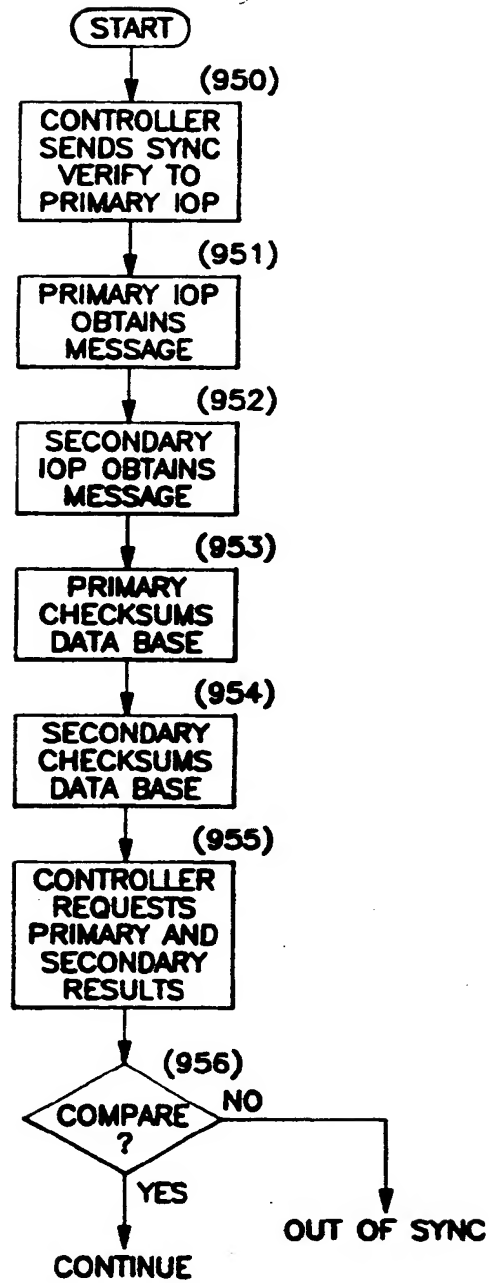 START
(950)
CONTROLLER
SENDS SYNC
VERIFY TO
PRIMARY IOP
(951)
PRIMARY IOP
OBTAINS
MESSAGE
(952)
SECONDARY
IOP OBTAINS
MESSAGE
(953)
PRIMARY
CHECKSUMS
DATA BASE
(954)
SECONDARY
CHECKSUMS
DATA BASE
(955)
CONTROLLER
REQUESTS
PRIMARY AND
SECONDARY
RESULTS
(956)
COMPARE
?
NO
YES
OUT OF SYNC
CONTINUE